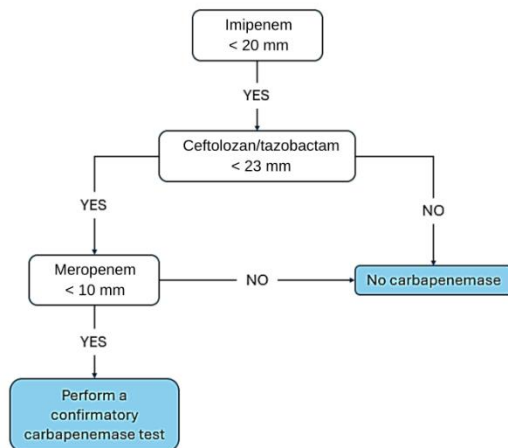 Imipenem
< 20 mm
YES
Ceftolozan/tazobactam
< 23 mm
YES
NO
Meropenem
< 10 mm
NO
No carbapenemase
YES
Perform a
confirmatory
carbapenemase test